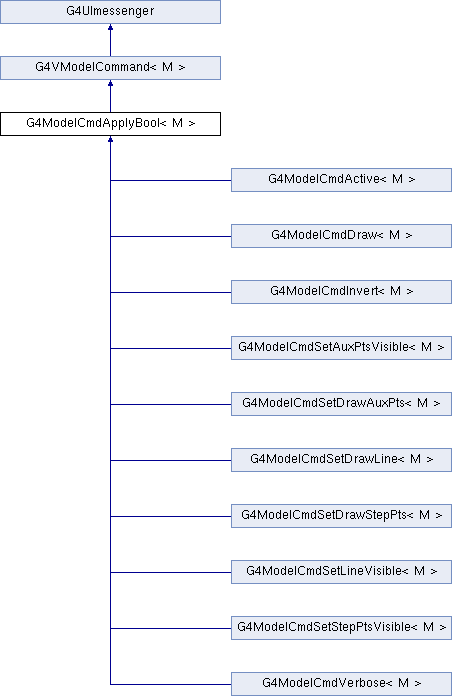 G4UImessenger
G4VModelCommand< M >
G4ModelCmdApplyBool< M >
G4ModelCmdActive< M >
G4ModelCmdDraw< M >
G4ModelCmdInvert< M >
G4ModelCmdSetAuxPtsVisible< M >
G4ModelCmdSetDrawAuxPts< M >
G4ModelCmdSetDrawLine< M >
G4ModelCmdSetDrawStepPts< M >
G4ModelCmdSetLineVisible< M >
G4ModelCmdSetStepPtsVisible< M >
G4ModelCmdVerbose< M >